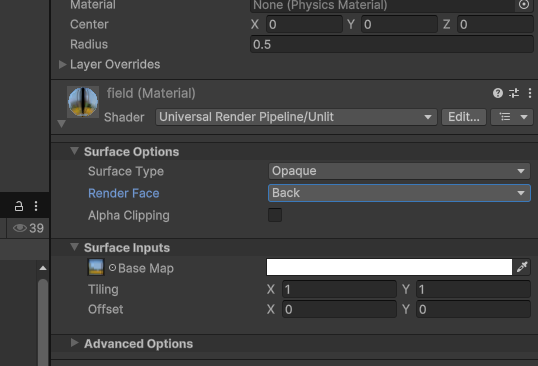 Material None (Physics Material)
Center X 0 Y 0 Z 0
Radius 0.5
Layer Overrides
field (Material)
Shader Universal Render Pipeline/Unlit Edit...
Surface Options
Surface Type Opaque
Render Face Back
Alpha Clipping
39
Surface Inputs
Base Map
Tiling X 1 Y 1
Offset X 0 Y 0
Advanced Options